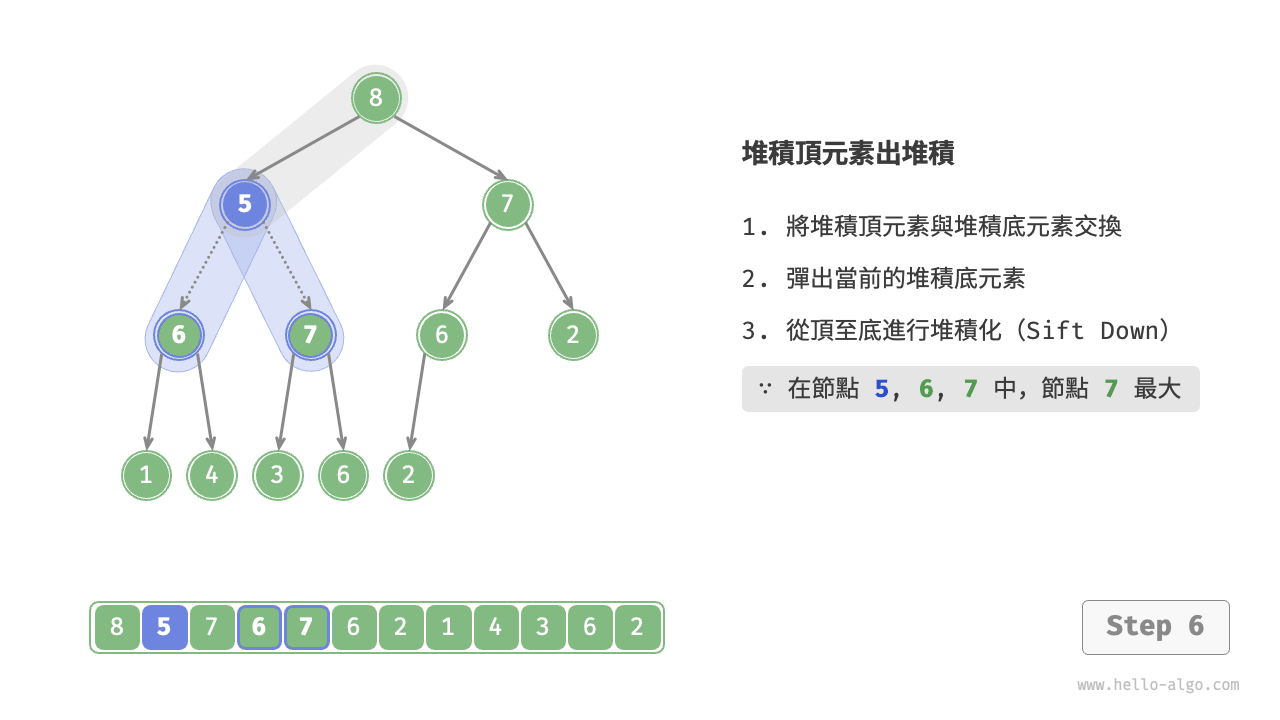 8
5 7
6 7 6 2
1 4 3 6 2
8 5 7 6 7 6 2 1 4 3 6 2
堆積頂元素出堆積
1. 將堆積頂元素與堆積底元素交換
2. 彈出當前的堆積底元素
3. 從頂至底進行堆積化（Sift Down）
∵ 在節點 5, 6, 7 中，節點 7 最大
Step 6
www.hello-algo.com